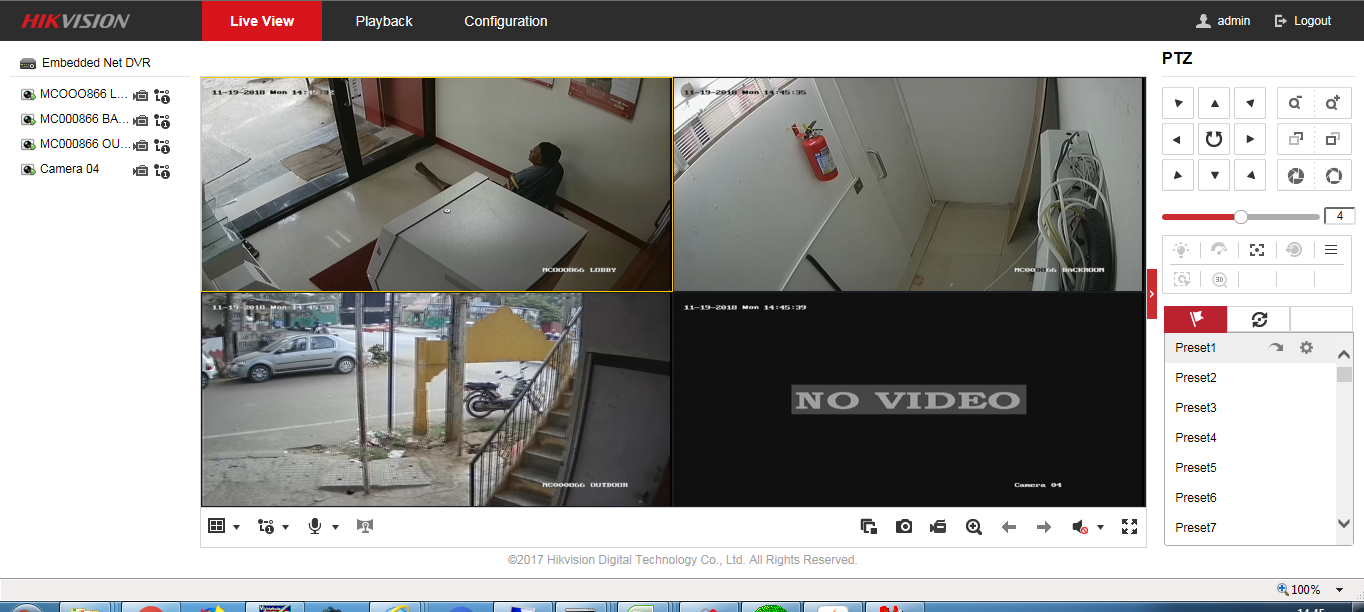 HIKVISION
Live View
Playback
Configuration
admin
Logout
Embedded Net DVR
MCOOO866 L...
MC000866 BA...
MC000866 OU...
Camera 04
11-19-2018 Mon 14:45:
MC000866 LOBBY
11-19-2018 Mon 14:45:35
MC000866 BACKROOM
11-19-2018 Mon 14:45:
MC000866 OUTDOOR
11-19-2018 Mon 14:45:39
NO VIDEO
Camera 04
PTZ
4
3D
Preset1
Preset2
Preset3
Preset4
Preset5
Preset6
Preset7
©2017 Hikvision Digital Technology Co., Ltd. All Rights Reserved.
100%